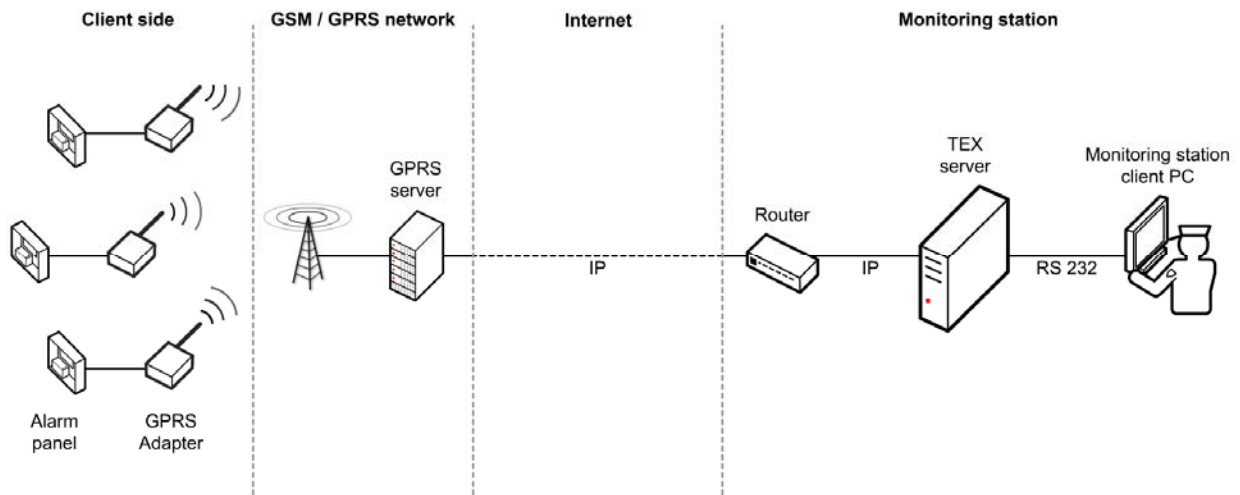 Client side
GSM / GPRS network
Internet
Monitoring station
GPRS
server
TEX
server
Monitoring station
client PC
Router
IP
IP
RS 232
Alarm
panel
GPRS
Adapter